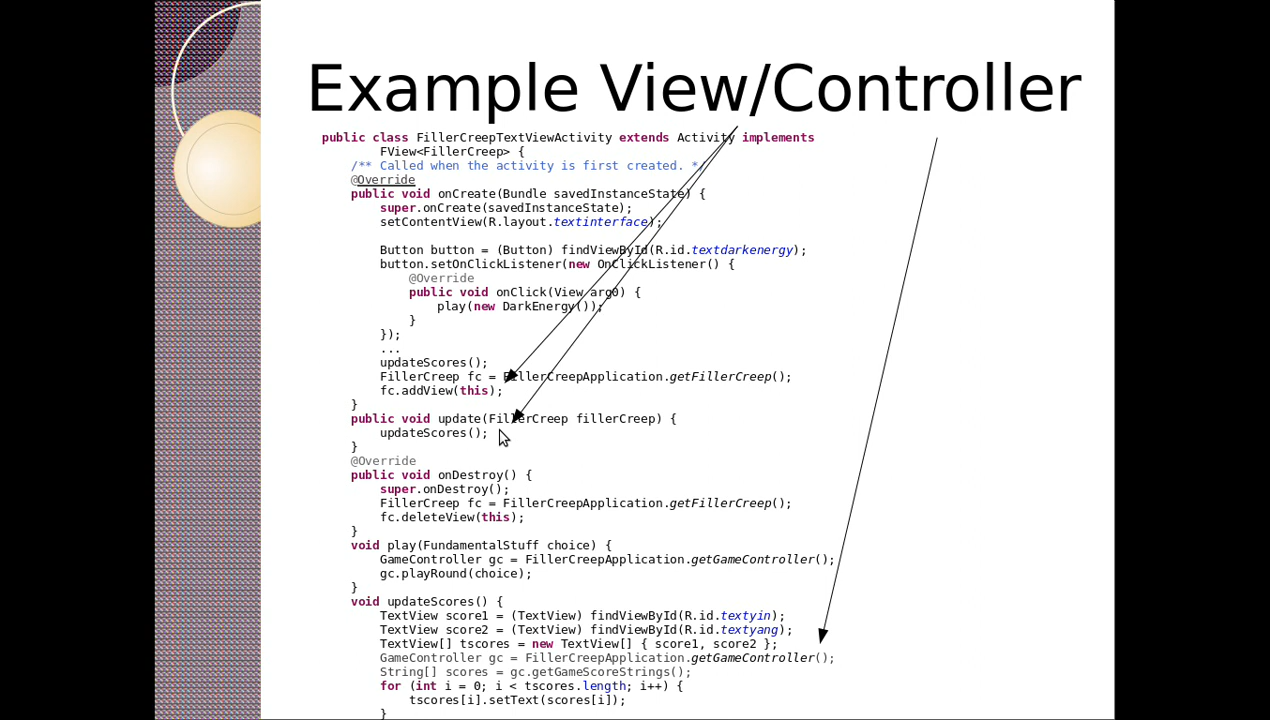 Example View/Controller
public class FillerCreepTextViewActivity extends Activity implements
FView<FillerCreep> {
/** Called when the activity is first created. */
@Override
public void onCreate(Bundle savedInstanceState) {
super.onCreate(savedInstanceState);
setContentView(R.layout.textinterface);
Button button = (Button) findViewById(R.id.textdarkenergy);
button.setOnClickListener(new OnClickListener() {
@Override
public void onClick(View arg0) {
play(new DarkEnergy());
}
});
...
updateScores();
FillerCreep fc = FillerCreepApplication.getFillerCreep();
fc.addView(this);
}
public void update(FillerCreep fillerCreep) {
updateScores();
}
@Override
public void onDestroy() {
super.onDestroy();
FillerCreep fc = FillerCreepApplication.getFillerCreep();
fc.deleteView(this);
}
void play(FundamentalStuff choice) {
GameController gc = FillerCreepApplication.getGameController();
gc.playRound(choice);
}
void updateScores() {
TextView score1 = (TextView) findViewById(R.id.textyin);
TextView score2 = (TextView) findViewById(R.id.textyang);
TextView[] tscores = new TextView[] { score1, score2 };
GameController gc = FillerCreepApplication.getGameController();
String[] scores = gc.getGameScoreStrings();
for (int i = 0; i < tscores.length; i++) {
tscores[i].setText(scores[i]);
}